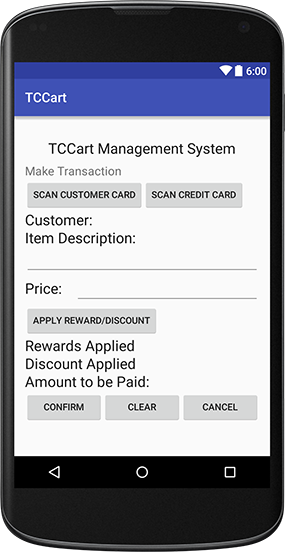 6:00
TCCart
TCCart Management System
Make Transaction
SCAN CUSTOMER CARD SCAN CREDIT CARD
Customer:
Item Description:
Price:
APPLY REWARD/DISCOUNT
Rewards Applied
Discount Applied
Amount to be Paid:
CONFIRM CLEAR CANCEL